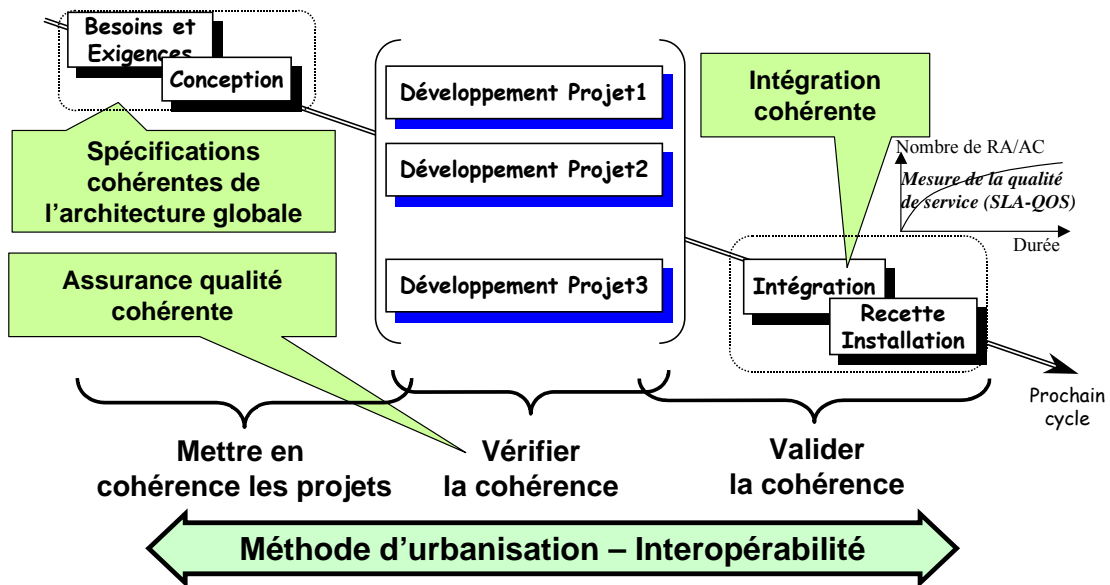 Besoins et
Exigences
Conception
Spécifications
cohérentes de
l'architecture globale
Assurance qualité
cohérente
Développement Projet1
Développement Projet2
Développement Projet3
Intégration
cohérente
Nombre de RA/AC
Mesure de la qualité
de service (SLA-QOS)
Durée
Intégration
Recette
Installation
Prochain
cycle
Mettre en
cohérence les projets
Vérifier
la cohérence
Valider
la cohérence
Méthode d'urbanisation – Interopérabilité